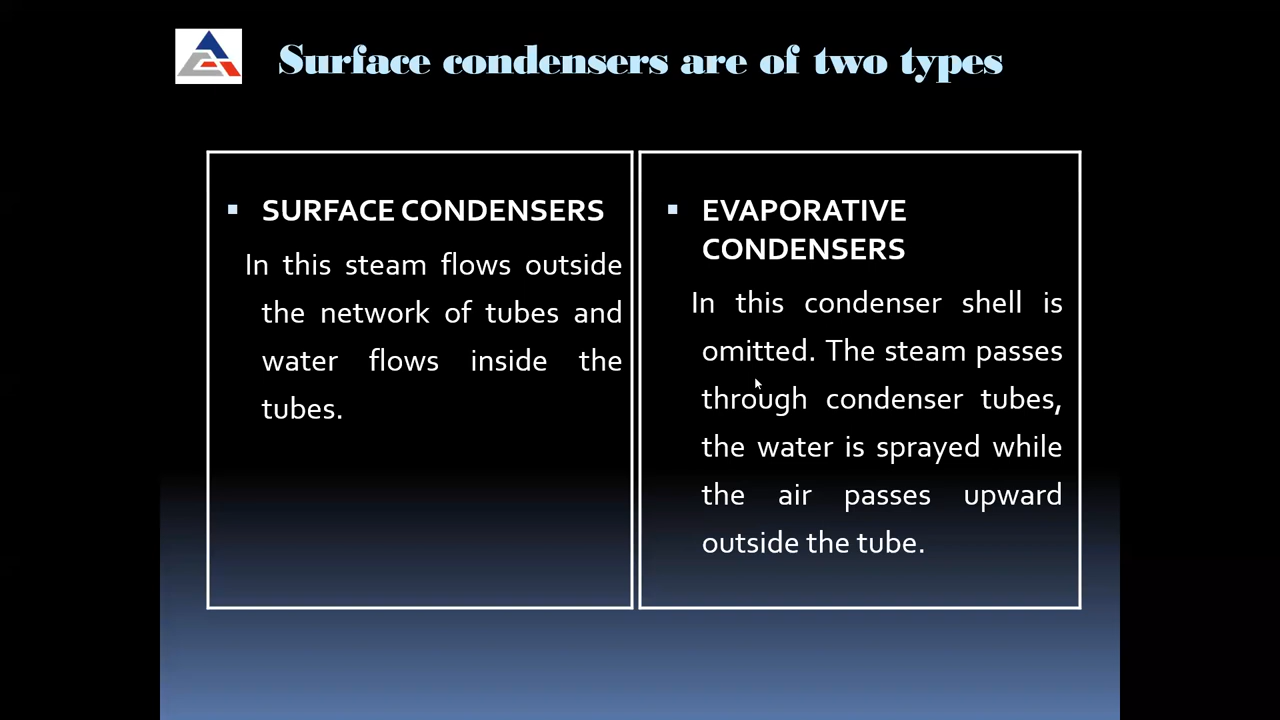 Surface condensers are of two types
▪ SURFACE CONDENSERS
In this steam flows outside
the network of tubes and
water flows inside the
tubes.
▪ EVAPORATIVE
CONDENSERS
In this condenser shell is
omitted. The steam passes
through condenser tubes,
the water is sprayed while
the air passes upward
outside the tube.